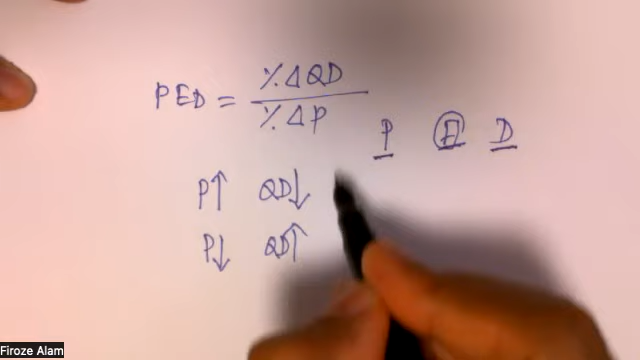 PED = %ΔQD / %ΔP
P E D
P↑ QD↓
P↓ QD↑
Firoze Alam